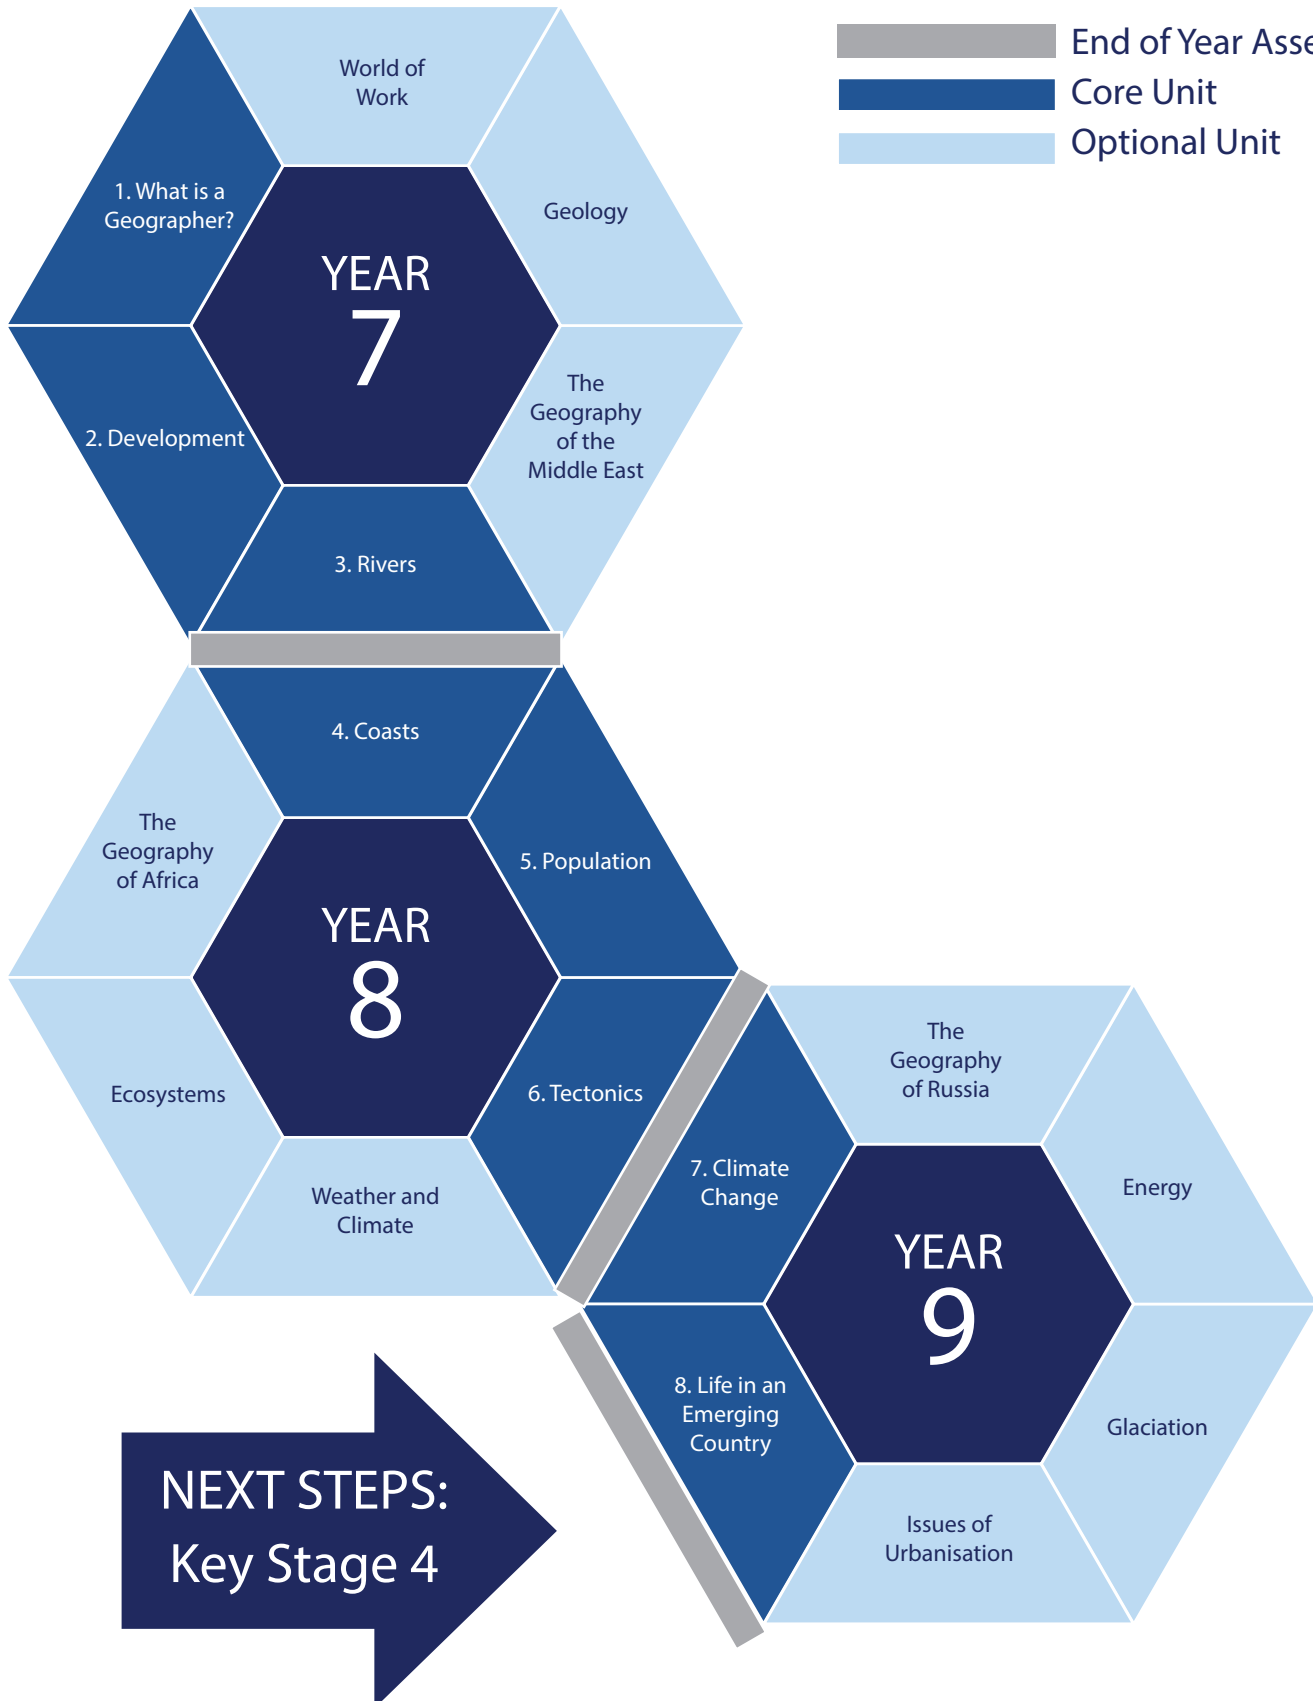 End of Year Asse
Core Unit
Optional Unit
World of
Work
1. What is a
Geographer?
Geology
YEAR
7
The
Geography
of the
Middle East
2. Development
3. Rivers
4. Coasts
The
Geography
of Africa
5. Population
YEAR
8
Ecosystems
6. Tectonics
Weather and
Climate
The
Geography
of Russia
7. Climate
Change
Energy
YEAR
9
8. Life in an
Emerging
Country
Glaciation
Issues of
Urbanisation
NEXT STEPS:
Key Stage 4